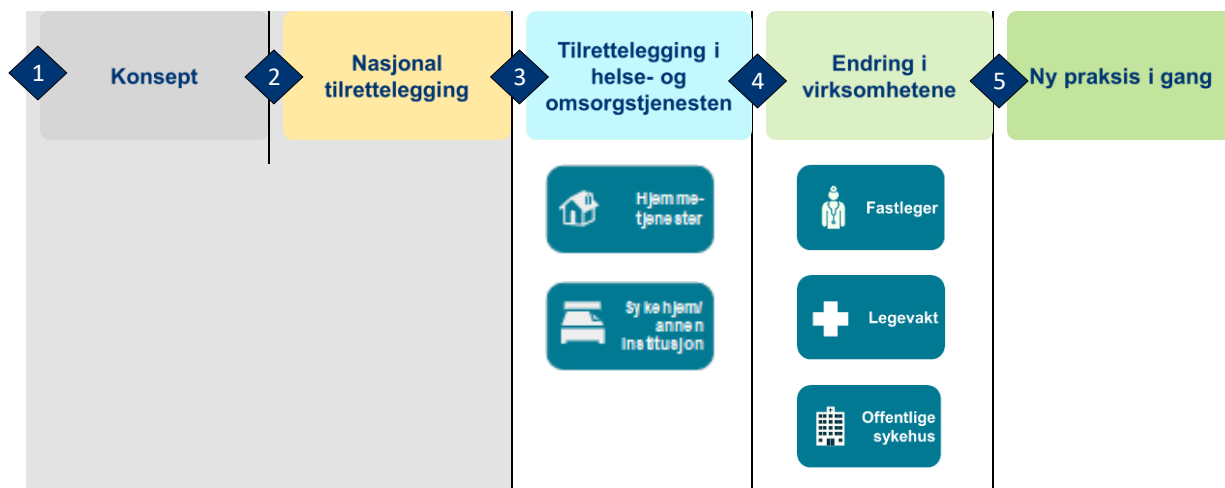 1
Konsept
2
Nasjonal
tilrettelegging
3
Tilrettelegging i
helse- og
omsorgstjenesten
4
Endring i
virksomhetene
5
Ny praksis i gang
Hjemme-
tjenester
Sykehjem/
annen
institusjon
Fastleger
Legevakt
Offentlige
sykehus